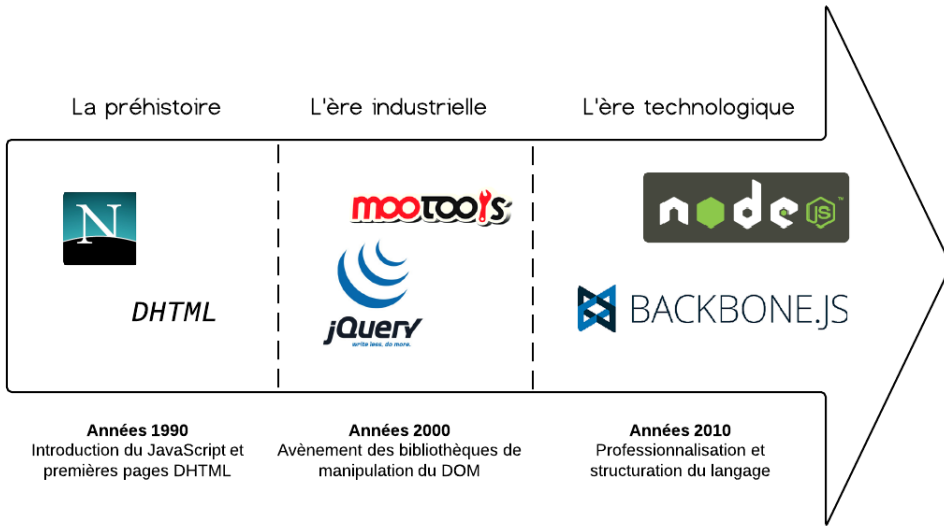 La préhistoire
L'ère industrielle
L'ère technologique
N
DHTML
mootools
jQuery
write less. do more.
node JS ™
BACKBONE.JS
Années 1990
Introduction du JavaScript et
premières pages DHTML
Années 2000
Avènement des bibliothèques de
manipulation du DOM
Années 2010
Professionalisation et
structuration du langage